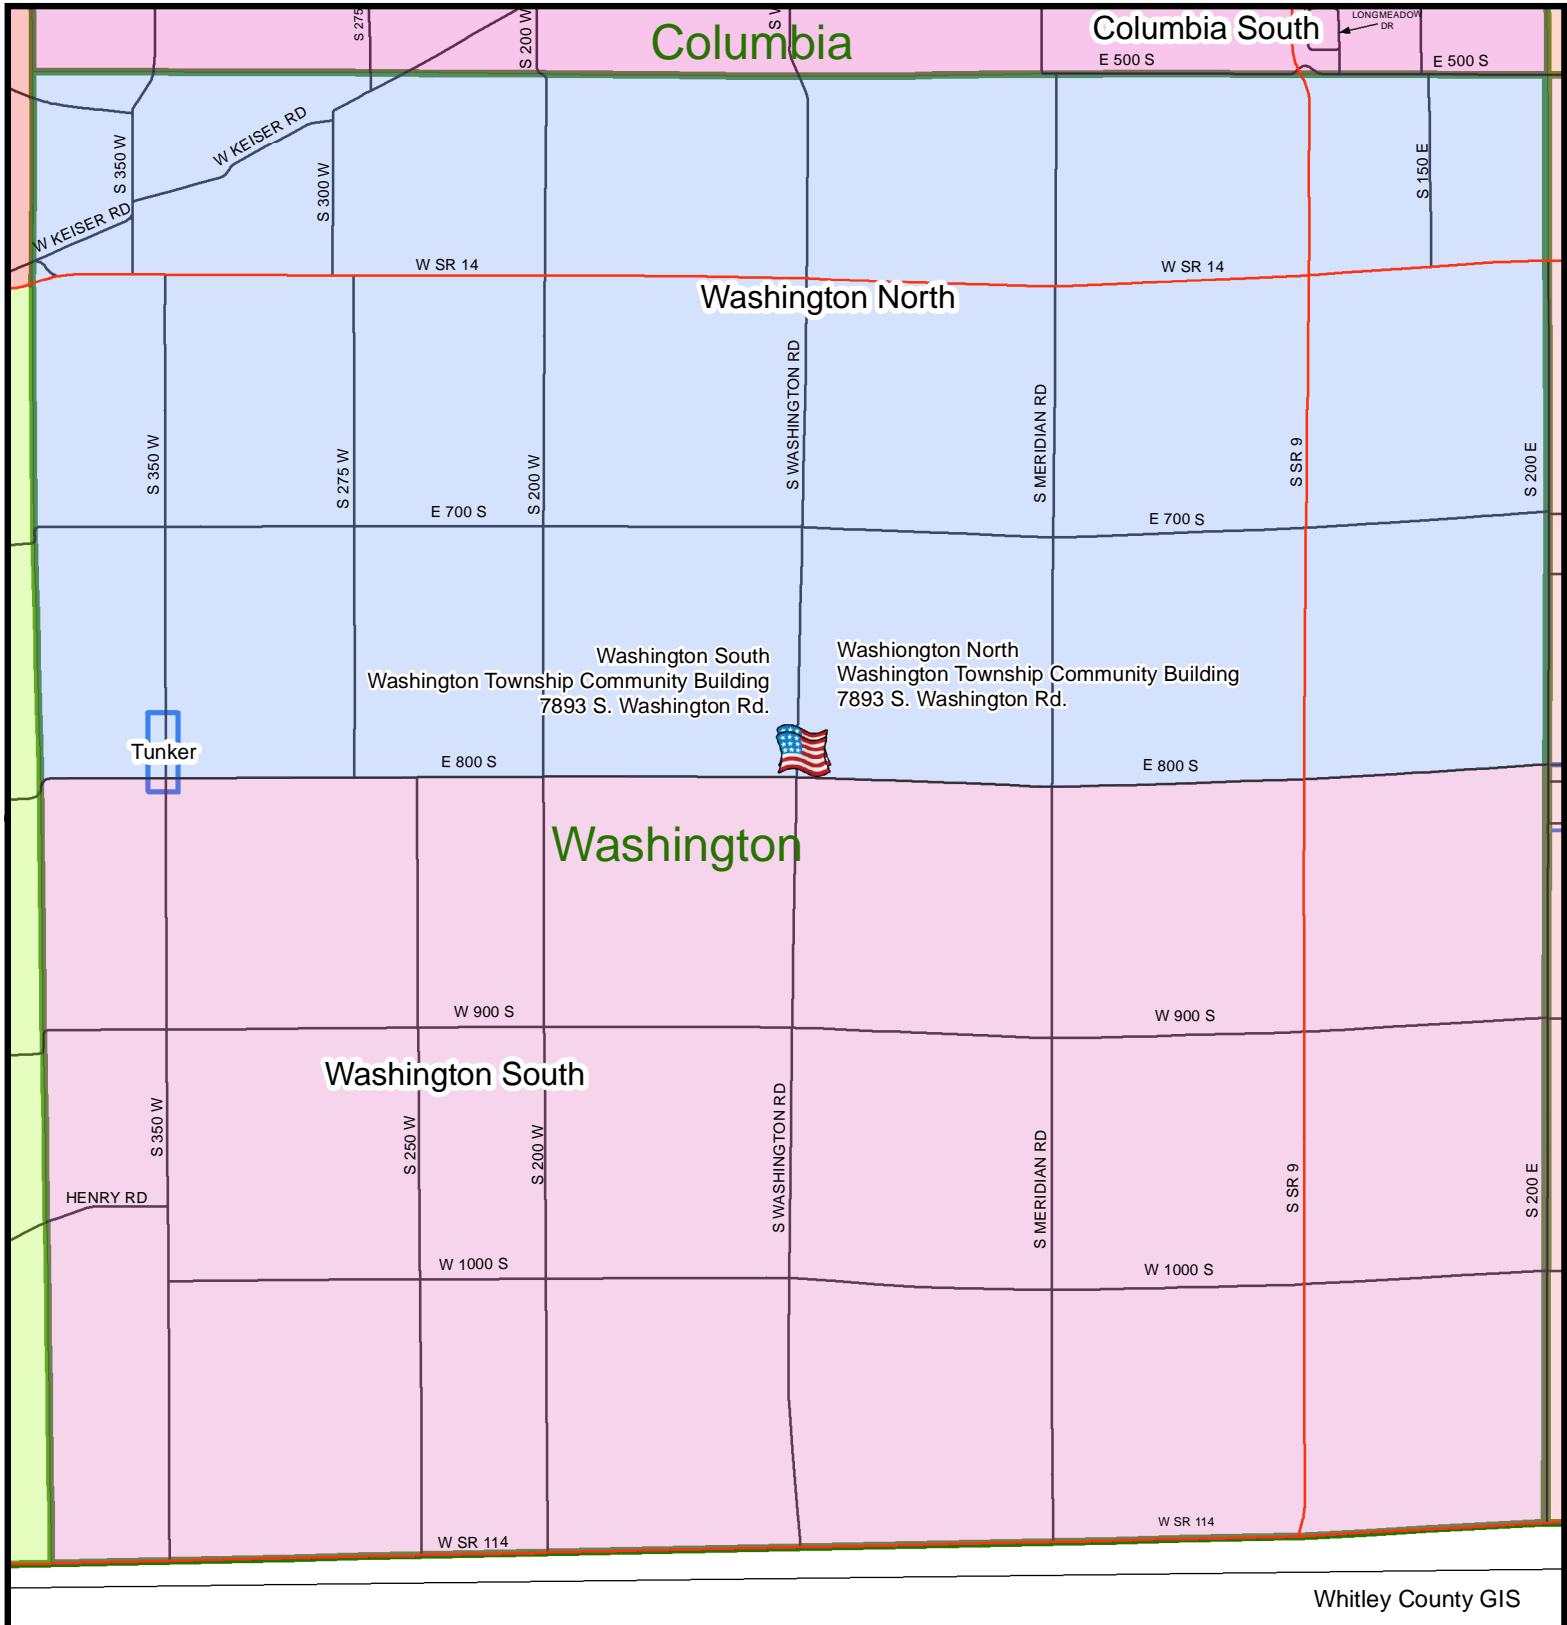 S 275
S 200 W
Columbia
S W
Columbia South
LONGMEADOW
DR
E 500 S
E 500 S
S 350 W
W KEISER RD
S 300 W
W KEISER RD
S 150 E
W SR 14
W SR 14
Washington North
S 350 W
S 275 W
S 200 W
S WASHINGTON RD
S MERIDIAN RD
S SR 9
S 200 E
E 700 S
E 700 S
Washington South
Washington Township Community Building
7893 S. Washington Rd.
Washiongton North
Washington Township Community Building
7893 S. Washington Rd.
Tunker
E 800 S
E 800 S
Washington
W 900 S
W 900 S
Washington South
S 350 W
S 250 W
S 200 W
S WASHINGTON RD
S MERIDIAN RD
S SR 9
S 200 E
HENRY RD
W 1000 S
W 1000 S
W SR 114
W SR 114
Whitley County GIS